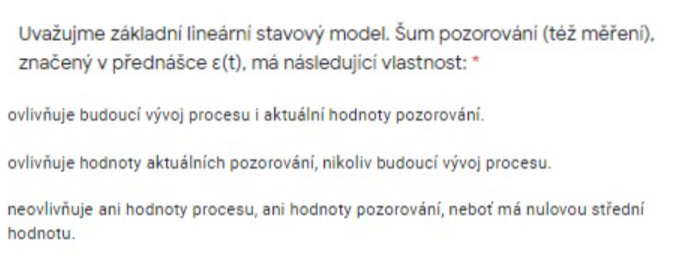 Uvažujme základní lineární stavový model. Šum pozorování (též měření),
značený v přednášce ε(t), má následující vlastnost: *
ovlivňuje budoucí vývoj procesu i aktuální hodnoty pozorování.
ovlivňuje hodnoty aktuálních pozorování, nikoliv budoucí vývoj procesu.
neovlivňuje ani hodnoty procesu, ani hodnoty pozorování, neboť má nulovou střední
hodnotu.